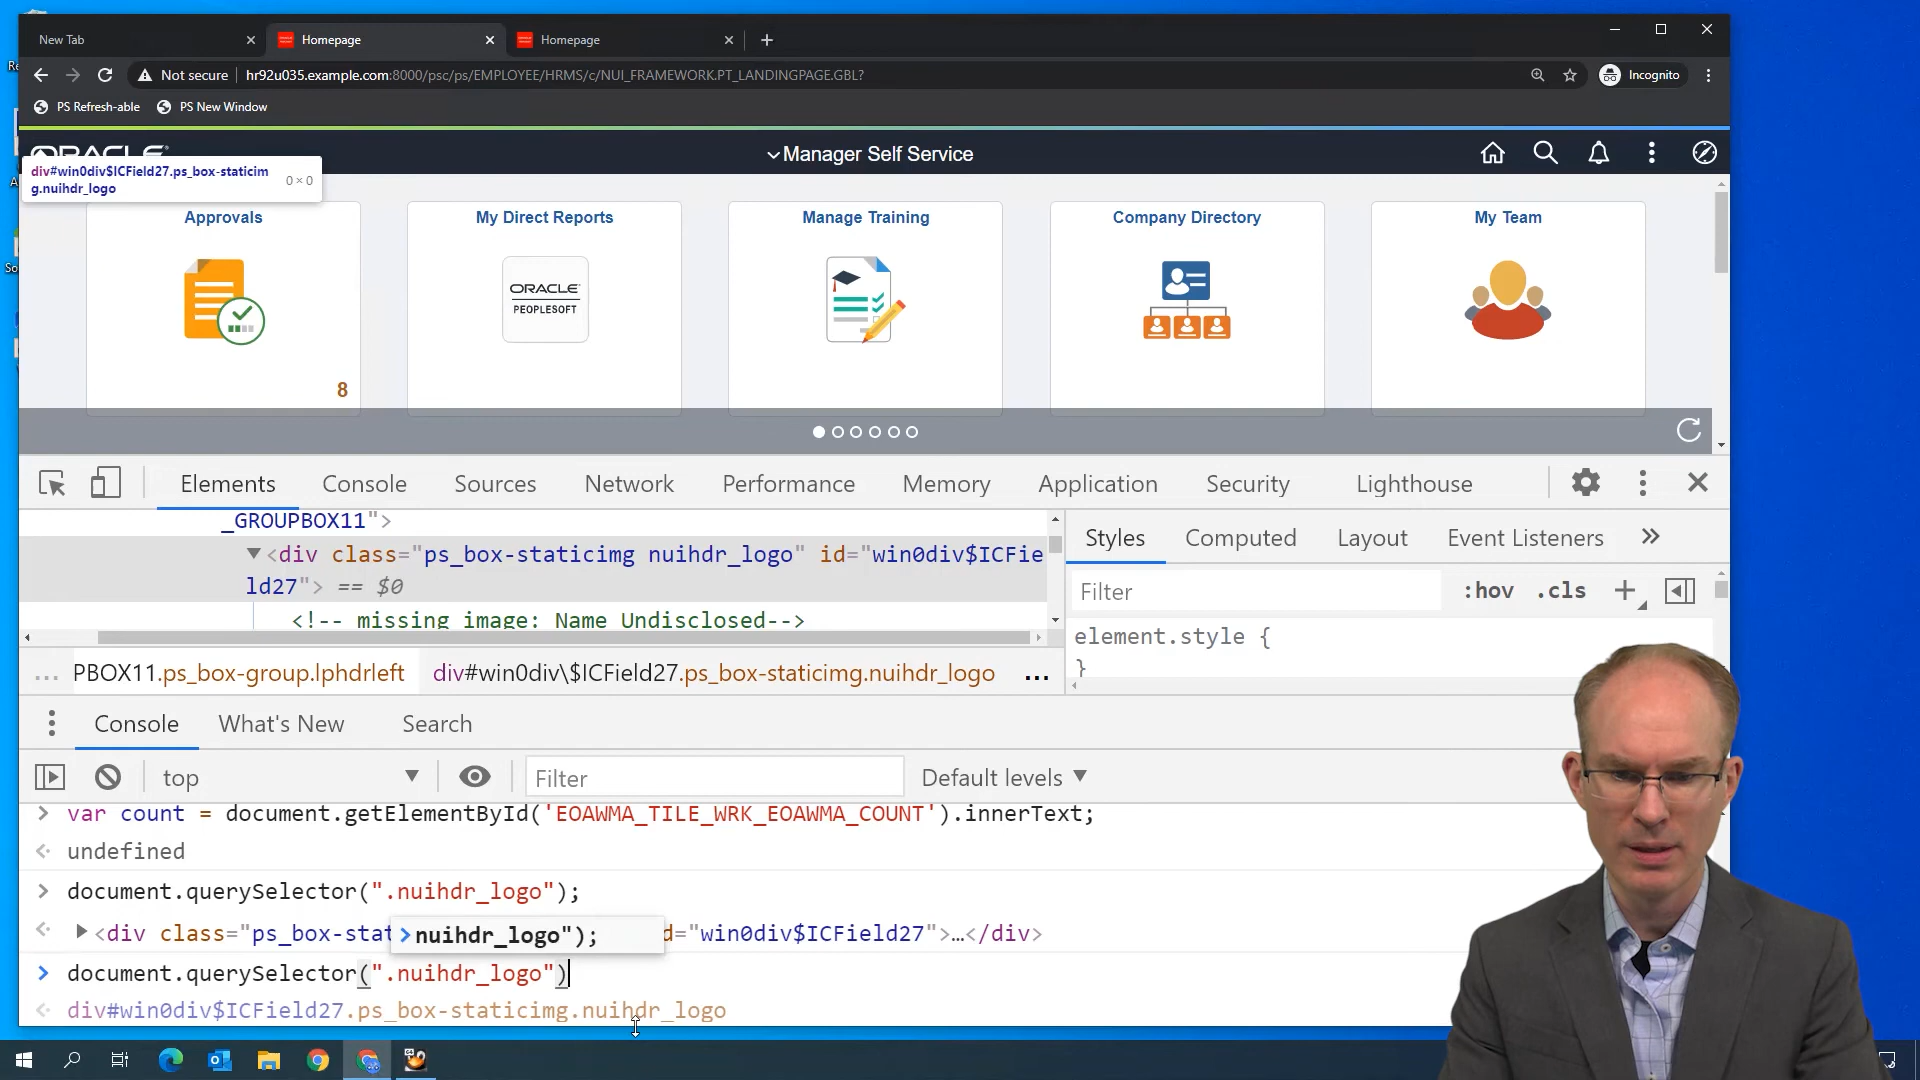 New Tab
Homepage
Homepage
Not secure hr92u035.example.com:8000/psc/ps/EMPLOYEE/HRMS/c/NUI_FRAMEWORK.PT_LANDINGPAGE.GBL?
Incognito
PS Refresh-able
PS New Window
ORACLE
Manager Self Service
div#win0div$ICField27.ps_box-staticim
g.nuihdr_logo
0 × 0
Approvals
My Direct Reports
Manage Training
Company Directory
My Team
ORACLE
PEOPLESOFT
8
Elements Console Sources Network Performance Memory Application Security Lighthouse
_GROUPBOX11">
<div class="ps_box-staticimg nuihdr_logo" id="win0div$ICFie
ld27"> == $0
<!-- missing image: Name Undisclosed-->
... PBOX11.ps_box-group.lphdrleft div#win0div\$ICField27.ps_box-staticimg.nuihdr_logo ...
Styles Computed Layout Event Listeners
Filter :hov .cls
element.style {
}
Console What's New Search
top Filter Default levels
var count = document.getElementById('EOAWMA_TILE_WRK_EOAWMA_COUNT').innerText;
undefined
document.querySelector(".nuihdr_logo");
<div class="ps_box-stat d="win0div$ICField27">…</div>
>nuihdr_logo");
document.querySelector(".nuihdr_logo")
div#win0div$ICField27.ps_box-staticimg.nuihdr_logo